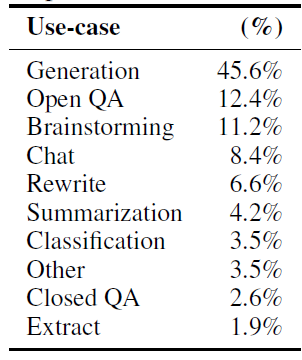 Use-case (%)
Generation 45.6%
Open QA 12.4%
Brainstorming 11.2%
Chat 8.4%
Rewrite 6.6%
Summarization 4.2%
Classification 3.5%
Other 3.5%
Closed QA 2.6%
Extract 1.9%